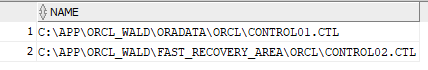 NAME
1 C:\APP\ORCL_WALD\ORADATA\ORCL\CONTROL01.CTL
2 C:\APP\ORCL_WALD\FAST_RECOVERY_AREA\ORCL\CONTROL02.CTL